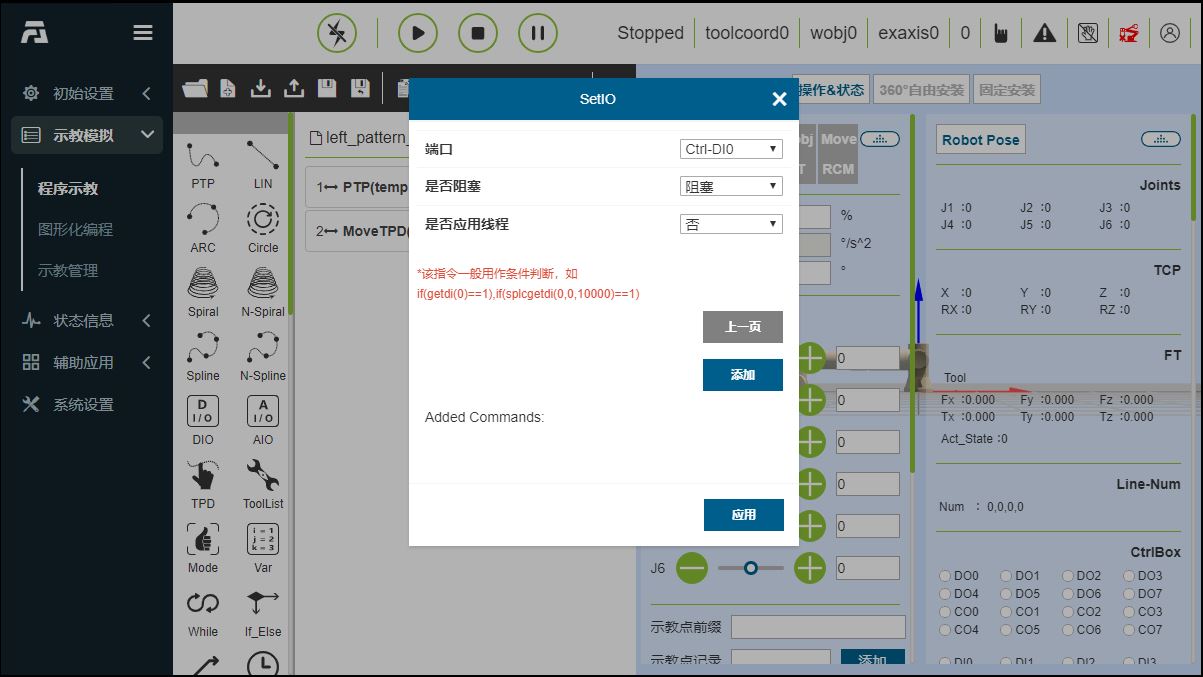 Stopped
toolcoord0
wobj0
exaxis0
0
初始设置
示教模拟
程序示教
图形化编程
示教管理
状态信息
辅助应用
系统设置
PTP
LIN
ARC
Circle
Spiral
N-Spiral
Spline
N-Spline
D
I/O
DIO
A
I/O
AIO
TPD
ToolList
Mode
i = 1
j = 2
k = 3
Var
While
If_Else
left_pattern_
1 PTP(temp
2 MoveTPD(
SetIO
端口
Ctrl-DI0
是否阻塞
阻塞
是否应用线程
否
*该指令一般用作条件判断，如
if(getdi(0)==1),if(splcgetdi(0,0,10000)==1)
上一页
添加
Added Commands:
应用
操作&状态
360°自由安装
固定安装
bj
Move
T
RCM
%
°/s^2
°
0
0
0
0
0
J6
0
示教点前缀
示教点记录
添加
Robot Pose
Joints
J1 :0 J2 :0 J3 :0
J4 :0 J5 :0 J6 :0
TCP
X :0 Y :0 Z :0
RX :0 RY :0 RZ :0
FT
Tool
Fx :0.000 Fy :0.000 Fz :0.000
Tx :0.000 Ty :0.000 Tz :0.000
Act_State :0
Line-Num
Num : 0,0,0,0
CtrlBox
DO0 DO1 DO2 DO3
DO4 DO5 DO6 DO7
CO0 CO1 CO2 CO3
CO4 CO5 CO6 CO7
DI0 DI1 DI2 DI3